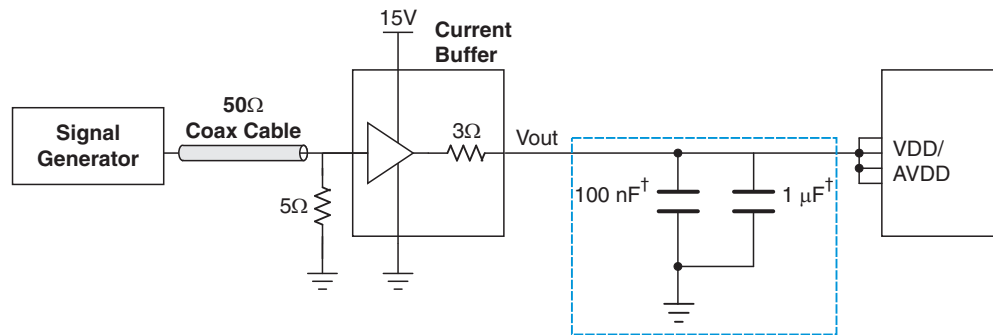 15V
Current
Buffer
50Ω
Coax Cable
Signal
Generator
3Ω
Vout
VDD/
AVDD
5Ω
100 nF†
1 μF†